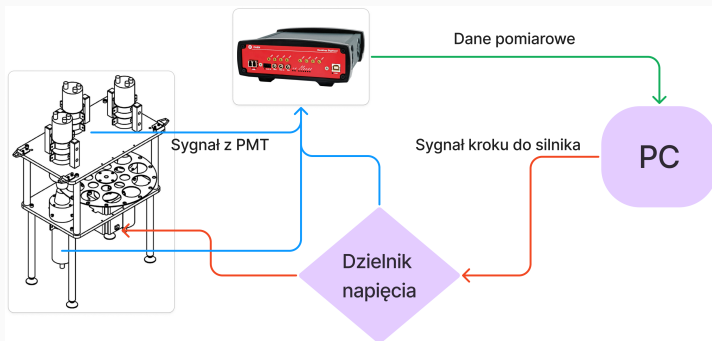 Dane pomiarowe
Sygnał z PMT
Sygnał kroku do silnika
PC
Dzielnik
napięcia